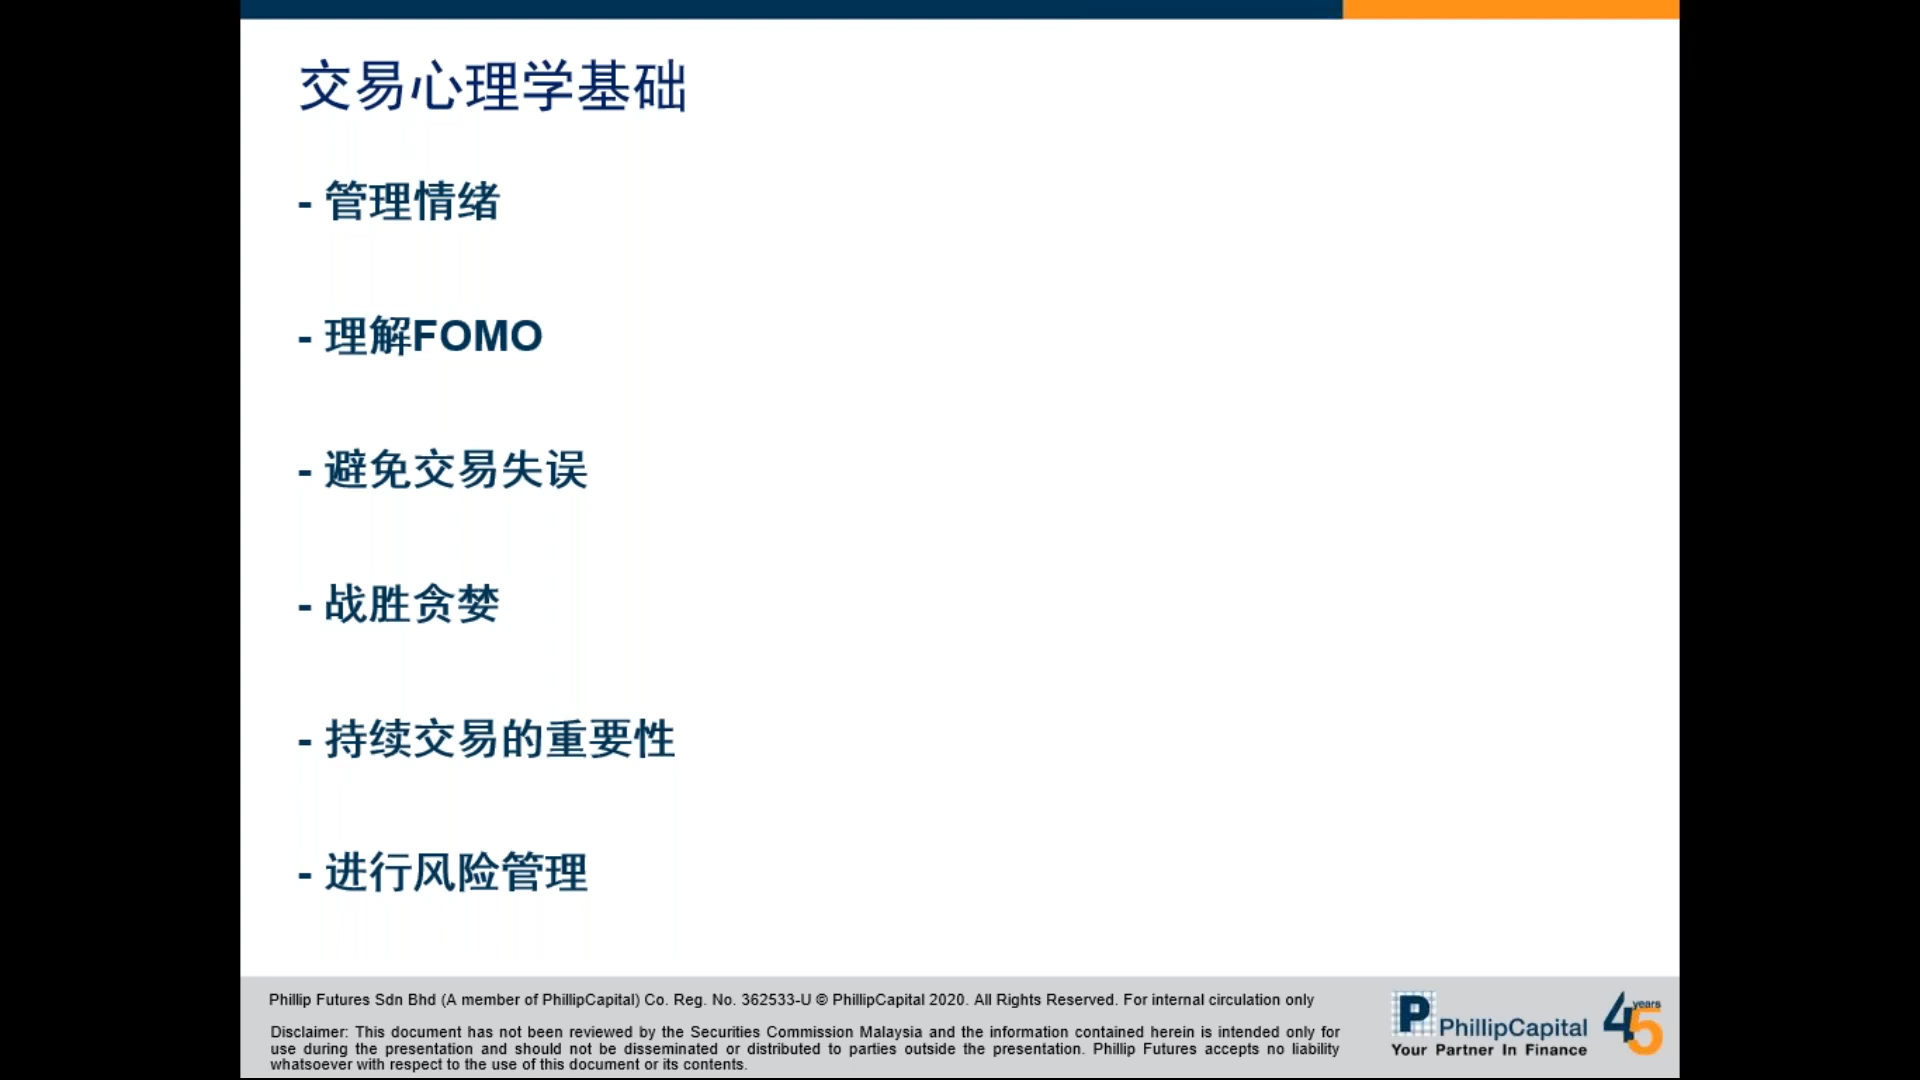 交易心理学基础
- 管理情绪
- 理解FOMO
- 避免交易失误
- 战胜贪婪
- 持续交易的重要性
- 进行风险管理
Phillip Futures Sdn Bhd (A member of PhillipCapital) Co. Reg. No. 362533-U © PhillipCapital 2020. All Rights Reserved. For internal circulation only
Disclaimer: This document has not been reviewed by the Securities Commission Malaysia and the information contained herein is intended only for
use during the presentation and should not be disseminated or distributed to parties outside the presentation. Phillip Futures accepts no liability
whatsoever with respect to the use of this document or its contents.
P PhillipCapital
Your Partner In Finance
45 years